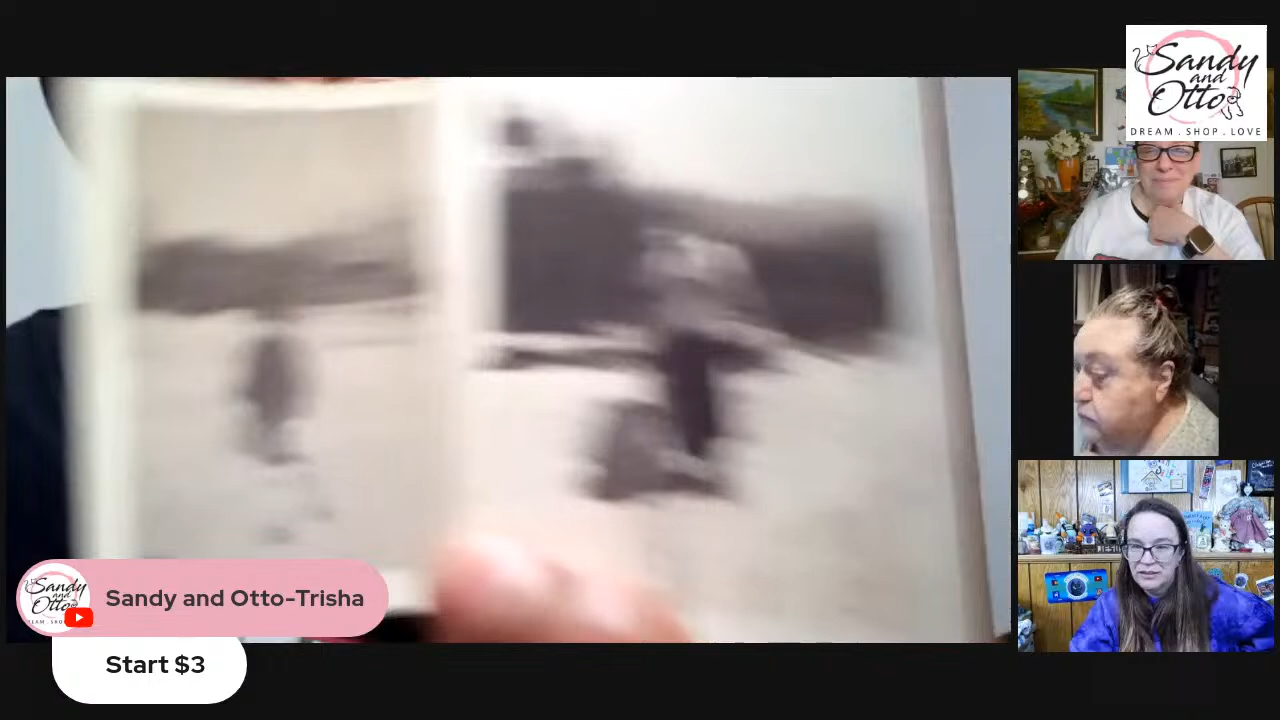 Sandy
and
Otto
DREAM . SHOP . LOVE
Sandy and Otto-Trisha
Start $3